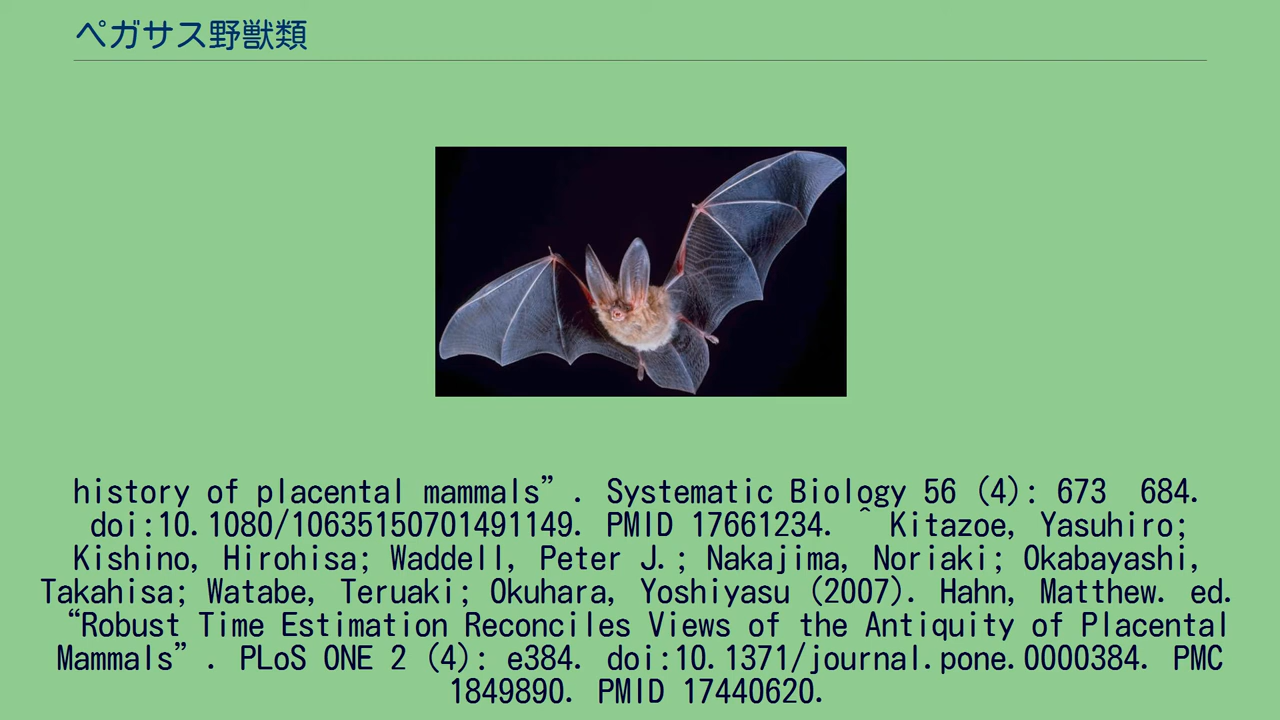 ペガサス野獣類
history of placental mammals”. Systematic Biology 56 (4): 673 684.
doi:10.1080/10635150701491149. PMID 17661234. ^ Kitazoe, Yasuhiro;
Kishino, Hirohisa; Waddell, Peter J.; Nakajima, Noriaki; Okabayashi,
Takahisa; Watabe, Teruaki; Okuhara, Yoshiyasu (2007). Hahn, Matthew. ed.
“Robust Time Estimation Reconciles Views of the Antiquity of Placental
Mammals”. PLoS ONE 2 (4): e384. doi:10.1371/journal.pone.0000384. PMC
1849890. PMID 17440620.